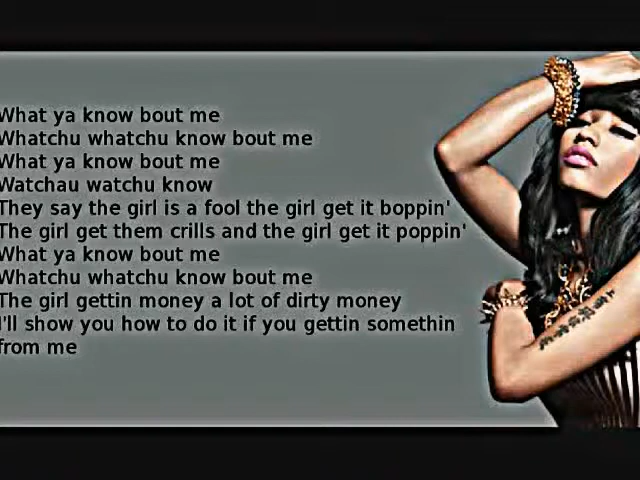 What ya know bout me
Whatchu whatchu know bout me
What ya know bout me
Watchau watchu know
They say the girl is a fool the girl get it boppin'
The girl get them crills and the girl get it poppin'
What ya know bout me
Whatchu whatchu know bout me
The girl gettin money a lot of dirty money
I'll show you how to do it if you gettin somethin
from me